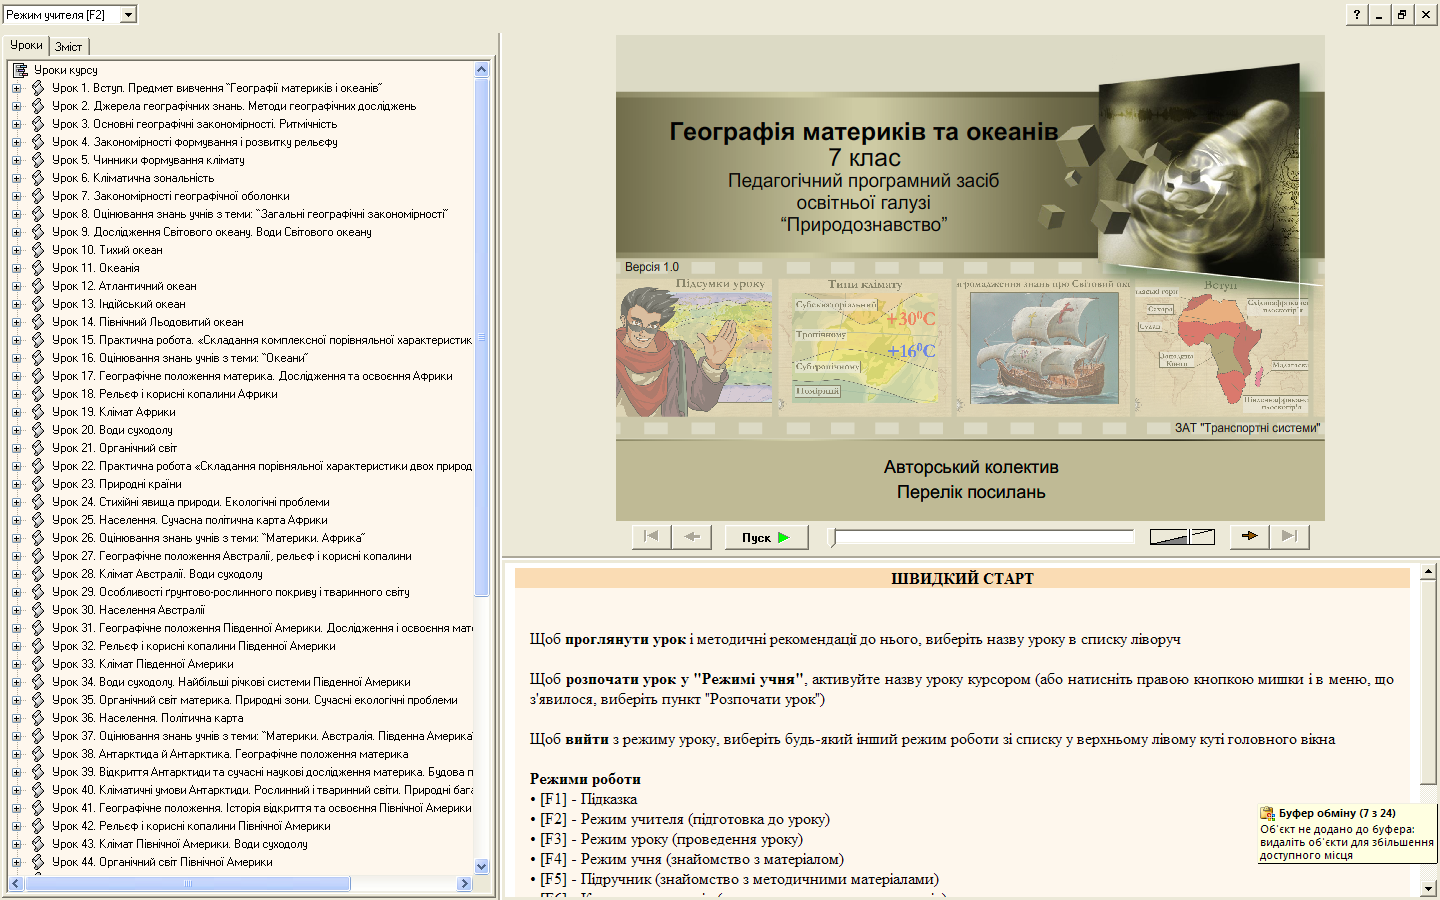 Режим учителя [F2]
Уроки
Зміст
Уроки курсу
Урок 1. Вступ. Предмет вивчення "Географії материків і океанів"
Урок 2. Джерела географічних знань. Методи географічних досліджень
Урок 3. Основні географічні закономірності. Ритмічність
Урок 4. Закономірності формування і розвитку рельєфу
Урок 5. Чинники формування клімату
Урок 6. Кліматична зональність
Урок 7. Закономірності географічної оболонки
Урок 8. Оцінювання знань учнів з теми: "Загальні географічні закономірності"
Урок 9. Дослідження Світового океану. Води Світового океану
Урок 10. Тихий океан
Урок 11. Океанія
Урок 12. Атлантичний океан
Урок 13. Індійський океан
Урок 14. Північний Льодовитий океан
Урок 15. Практична робота. «Складання комплексної порівняльної характеристик
Урок 16. Оцінювання знань учнів з теми: "Океани"
Урок 17. Географічне положення материка. Дослідження та освоєння Африки
Урок 18. Рельєф і корисні копалини Африки
Урок 19. Клімат Африки
Урок 20. Води суходолу
Урок 21. Органічний світ
Урок 22. Практична робота «Складання порівняльної характеристики двох природ
Урок 23. Природні країни
Урок 24. Стихійні явища природи. Екологічні проблеми
Урок 25. Населення. Сучасна політична карта Африки
Урок 26. Оцінювання знань учнів з теми: "Материки. Африка"
Урок 27. Географічне положення Австралії, рельєф і корисні копалини
Урок 28. Клімат Австралії. Води суходолу
Урок 29. Особливості ґрунтово-рослинного покриву і тваринного світу
Урок 30. Населення Австралії
Урок 31. Географічне положення Південної Америки. Дослідження і освоєння мате
Урок 32. Рельєф і корисні копалини Південної Америки
Урок 33. Клімат Південної Америки
Урок 34. Води суходолу. Найбільші річкові системи Південної Америки
Урок 35. Органічний світ материка. Природні зони. Сучасні екологічні проблеми
Урок 36. Населення. Політична карта
Урок 37. Оцінювання знань учнів з теми: "Материки. Австралія. Південна Америка"
Урок 38. Антарктида й Антарктика. Географічне положення материка
Урок 39. Відкриття Антарктиди та сучасні наукові дослідження материка. Будова п
Урок 40. Кліматичні умови Антарктиди. Рослинний і тваринний світи. Природні бага
Урок 41. Географічне положення. Історія відкриття та освоєння Північної Америки
Урок 42. Рельєф і корисні копалини Північної Америки
Урок 43. Клімат Північної Америки. Води суходолу
Урок 44. Органічний світ Північної Америки
Географія материків та океанів
7 клас
Педагогічний програмний засіб
освітньої галузі
“Природознавство”
Версія 1.0
Підсумки уроку
Типи клімату
громадження знань про Світовий ок
Вступ
Субекваторіальний
+30⁰C
Тропічному
+16⁰C
Субтропічному
Помірний
Сахара
Судан
Западина Конго
Мадагаскар
ЗАТ "Транспортні системи"
Авторський колектив
Перелік посилань
Пуск
ШВИДКИЙ СТАРТ
Щоб проглянути урок і методичні рекомендації до нього, виберіть назву уроку в списку ліворуч
Щоб розпочати урок у "Режимі учня", активуйте назву уроку курсором (або натисніть правою кнопкою мишки і в меню, що
з'явилося, виберіть пункт "Розпочати урок")
Щоб вийти з режиму уроку, виберіть будь-який інший режим роботи зі списку у верхньому лівому куті головного вікна
Режими роботи
• [F1] - Підказка
• [F2] - Режим учителя (підготовка до уроку)
• [F3] - Режим уроку (проведення уроку)
• [F4] - Режим учня (знайомство з матеріалом)
• [F5] - Підручник (знайомство з методичними матеріалами)
Буфер обміну (7 з 24)
Об'єкт не додано до буфера:
видаліть об'єкти для збільшення
доступного місця